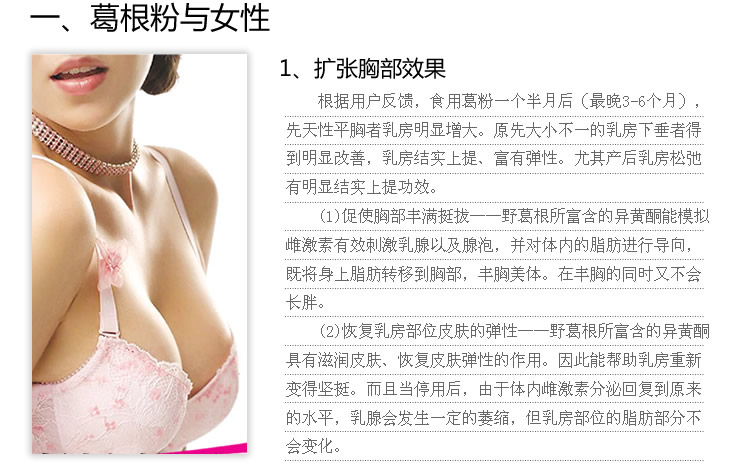 一、葛根粉与女性
1、扩张胸部效果
根据用户反馈，食用葛粉一个半月后（最晚3-6个月），
先天性平胸者乳房明显增大。原先大小不一的乳房下垂者得
到明显改善，乳房结实上提、富有弹性。尤其产后乳房松弛
有明显结实上提功效。
(1)促使胸部丰满挺拔——野葛根所富含的异黄酮能模拟
雌激素有效刺激乳腺以及腺泡，并对体内的脂肪进行导向，
既将身上脂肪转移到胸部，丰胸美体。在丰胸的同时又不会
长胖。
(2)恢复乳房部位皮肤的弹性——野葛根所富含的异黄酮
具有滋润皮肤、恢复皮肤弹性的作用。因此能帮助乳房重新
变得坚挺。而且当停用后，由于体内雌激素分泌回复到原来
的水平，乳腺会发生一定的萎缩，但乳房部位的脂肪部分不
会变化。